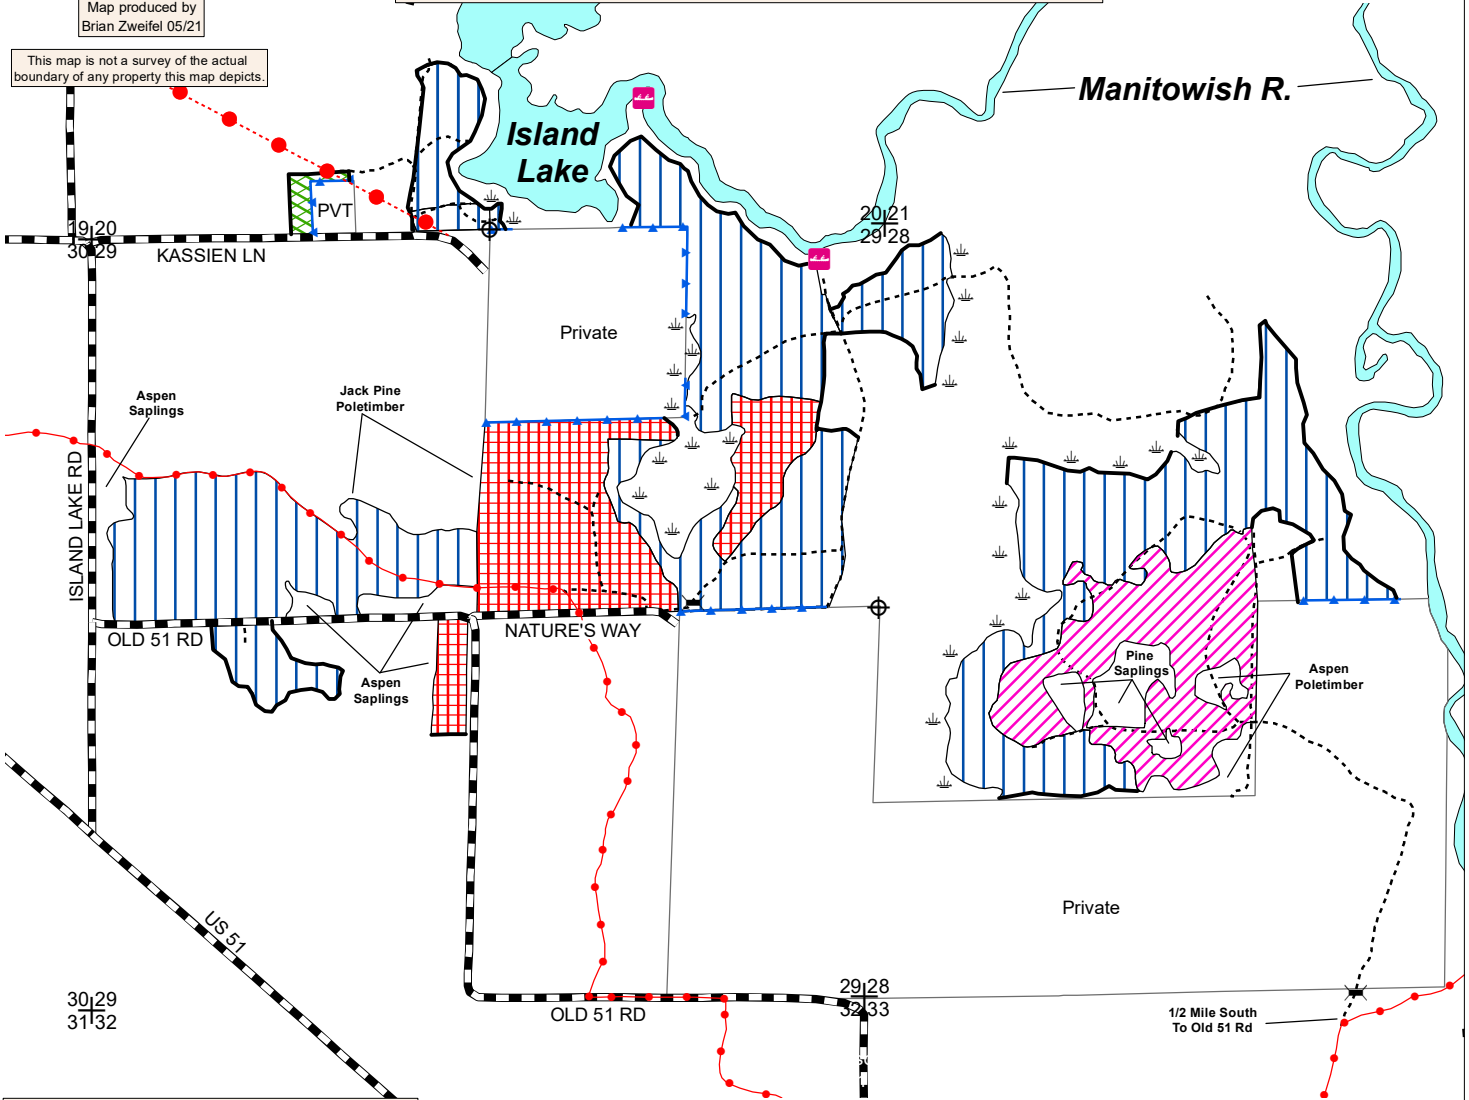 Map produced by
Brian Zweifel 05/21
This map is not a survey of the actual
boundary of any property this map depicts.
Manitowish R.
Island
Lake
PVT
20 21
29 28
19 20
30 29
KASSIEN LN
Private
Aspen
Saplings
Jack Pine
Poletimber
ISLAND LAKE RD
OLD 51 RD
NATURE'S WAY
Aspen
Saplings
Pine
Saplings
Aspen
Poletimber
US 51
Private
30 29
31 32
29 28
32 33
OLD 51 RD
1/2 Mile South
To Old 51 Rd